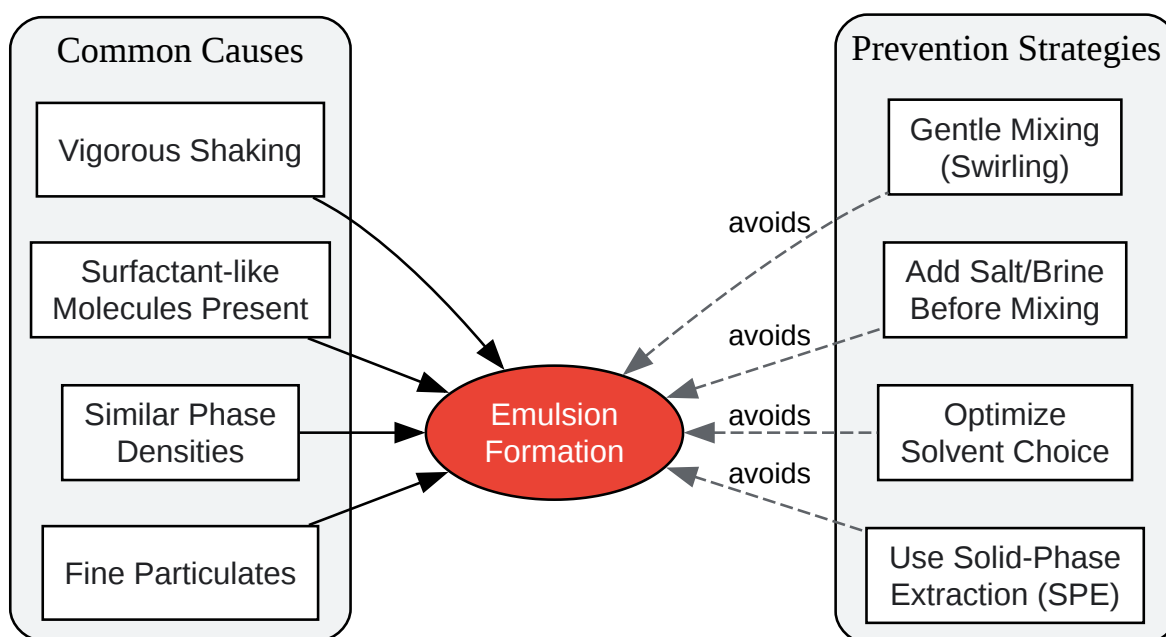 Common Causes
Vigorous Shaking
Surfactant-like
Molecules Present
Similar Phase
Densities
Fine Particulates
Emulsion
Formation
avoids
avoids
avoids
avoids
Prevention Strategies
Gentle Mixing
(Swirling)
Add Salt/Brine
Before Mixing
Optimize
Solvent Choice
Use Solid-Phase
Extraction (SPE)